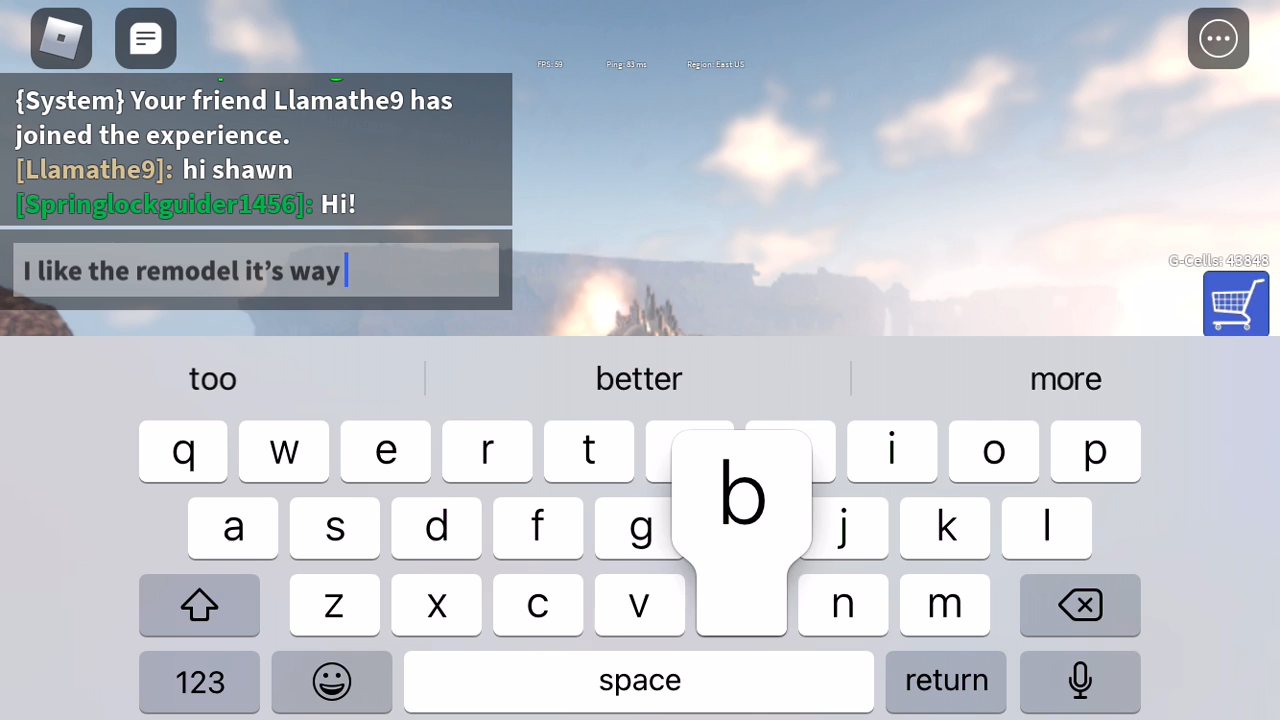 FPS: 59 Ping: 83 ms Region: East US
{System} Your friend Llamathe9 has
joined the experience.
[Llamathe9]: hi shawn
[Springlockguider1456]: Hi!
I like the remodel it’s way
G-Cells: 43848
too better more
q w e r t i o p
a s d f g j k l
b
z x c v n m
123 space return